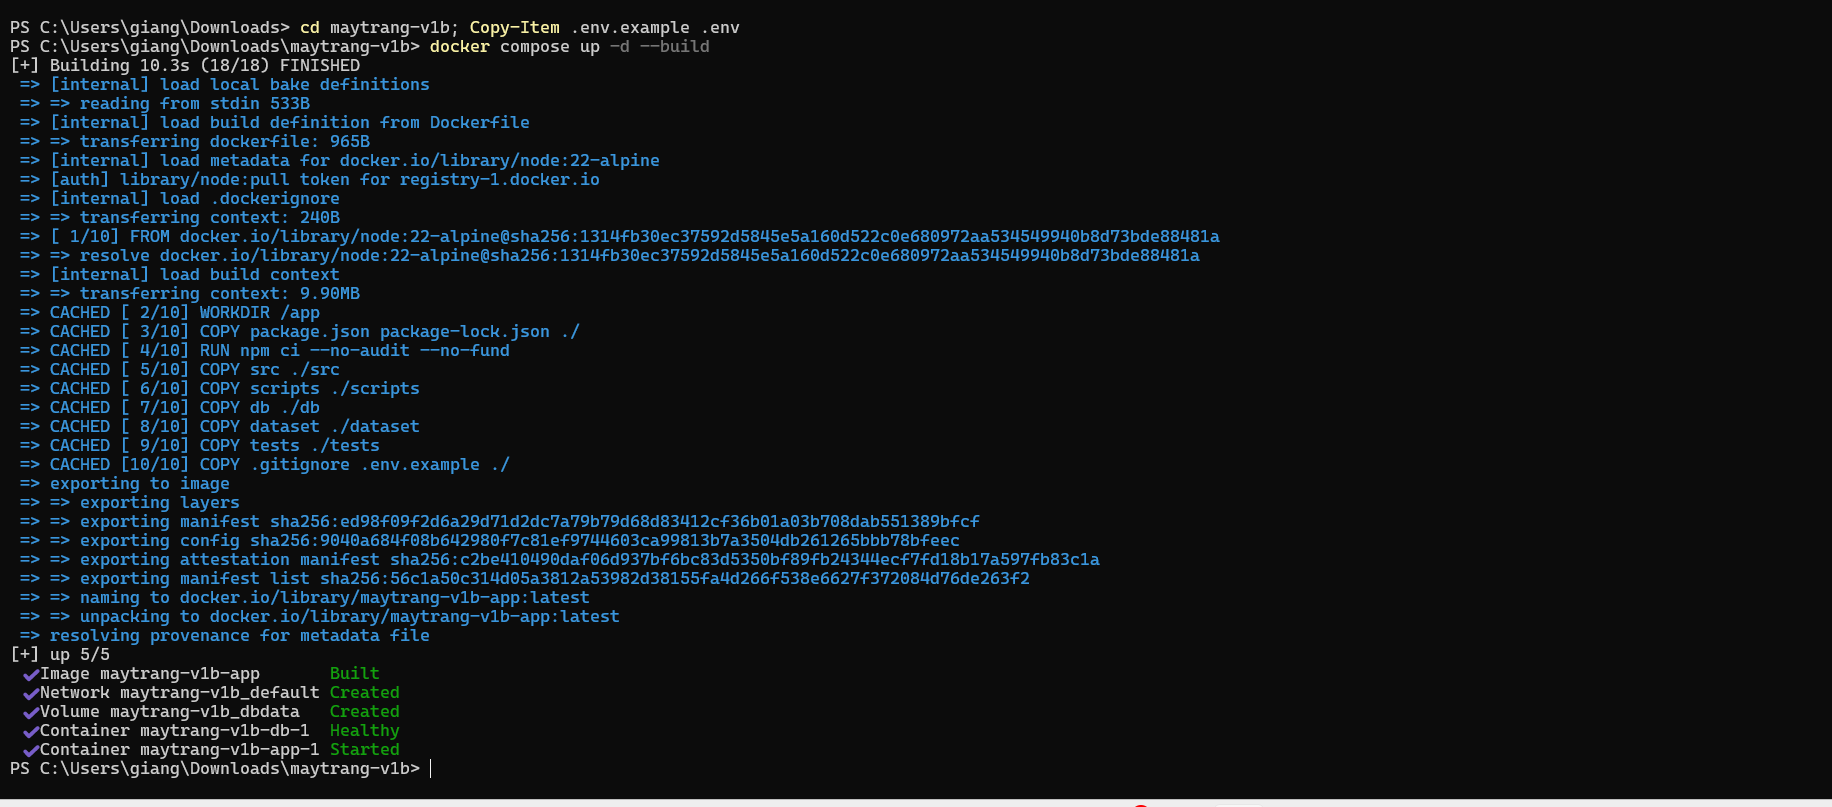 PS C:\Users\giang\Downloads> cd maytrang-v1b; Copy-Item .env.example .env
PS C:\Users\giang\Downloads\maytrang-v1b> docker compose up -d --build
[+] Building 10.3s (18/18) FINISHED
=> [internal] load local bake definitions
=> => reading from stdin 533B
=> [internal] load build definition from Dockerfile
=> => transferring dockerfile: 965B
=> [internal] load metadata for docker.io/library/node:22-alpine
=> [auth] library/node:pull token for registry-1.docker.io
=> [internal] load .dockerignore
=> => transferring context: 240B
=> [ 1/10] FROM docker.io/library/node:22-alpine@sha256:1314fb30ec37592d5845e5a160d522c0e680972aa534549940b8d73bde88481a
=> => resolve docker.io/library/node:22-alpine@sha256:1314fb30ec37592d5845e5a160d522c0e680972aa534549940b8d73bde88481a
=> [internal] load build context
=> => transferring context: 9.90MB
=> CACHED [ 2/10] WORKDIR /app
=> CACHED [ 3/10] COPY package.json package-lock.json ./
=> CACHED [ 4/10] RUN npm ci --no-audit --no-fund
=> CACHED [ 5/10] COPY src ./src
=> CACHED [ 6/10] COPY scripts ./scripts
=> CACHED [ 7/10] COPY db ./db
=> CACHED [ 8/10] COPY dataset ./dataset
=> CACHED [ 9/10] COPY tests ./tests
=> CACHED [10/10] COPY .gitignore .env.example ./
=> exporting to image
=> => exporting layers
=> => exporting manifest sha256:ed98f09f2d6a29d71d2dc7a79b79d68d83412cf36b01a03b708dab551389bfcf
=> => exporting config sha256:9040a684f08b642980f7c81ef9744603ca99813b7a3504db261265bbb78bfeec
=> => exporting attestation manifest sha256:c2be410490daf06d937bf6bc83d5350bf89fb24344ecf7fd18b17a597fb83c1a
=> => exporting manifest list sha256:56c1a50c314d05a3812a53982d38155fa4d266f538e6627f372084d76de263f2
=> => naming to docker.io/library/maytrang-v1b-app:latest
=> => unpacking to docker.io/library/maytrang-v1b-app:latest
=> resolving provenance for metadata file
[+] up 5/5
✔Image maytrang-v1b-app Built
✔Network maytrang-v1b_default Created
✔Volume maytrang-v1b_dbdata Created
✔Container maytrang-v1b-db-1 Healthy
✔Container maytrang-v1b-app-1 Started
PS C:\Users\giang\Downloads\maytrang-v1b>